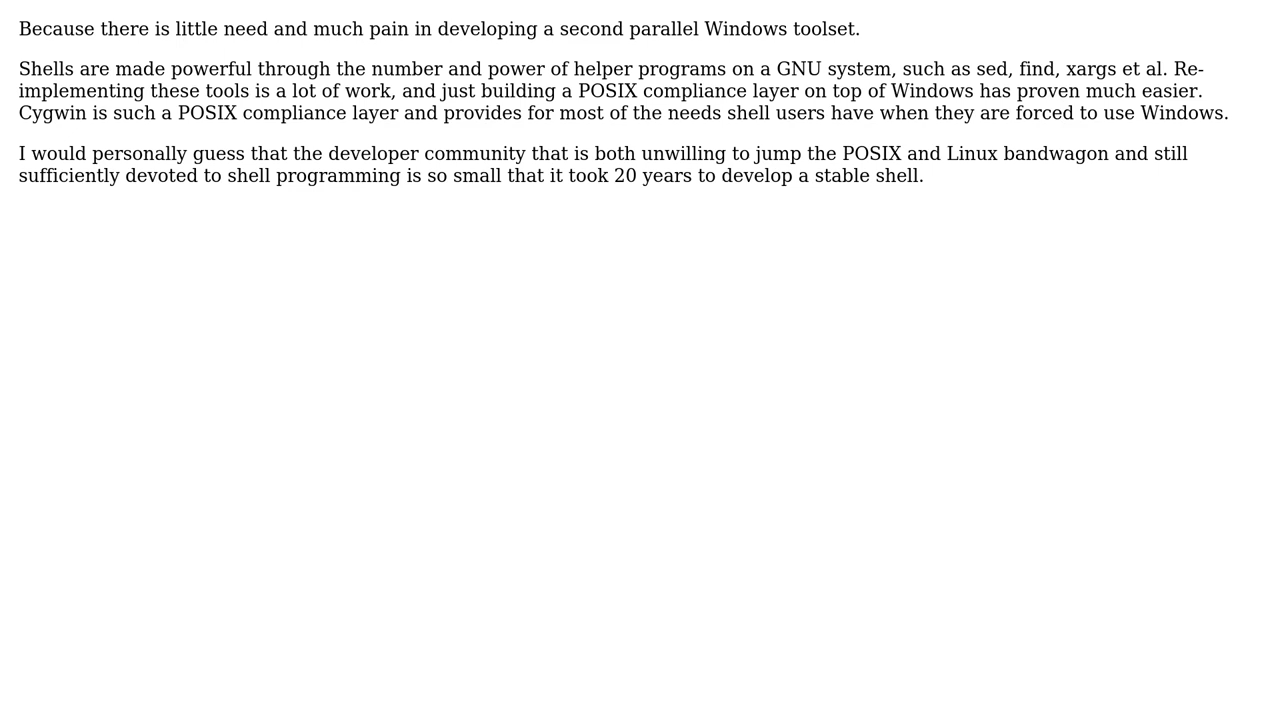 Because there is little need and much pain in developing a second parallel Windows toolset.
Shells are made powerful through the number and power of helper programs on a GNU system, such as sed, find, xargs et al. Re-
implementing these tools is a lot of work, and just building a POSIX compliance layer on top of Windows has proven much easier.
Cygwin is such a POSIX compliance layer and provides for most of the needs shell users have when they are forced to use Windows.
I would personally guess that the developer community that is both unwilling to jump the POSIX and Linux bandwagon and still
sufficiently devoted to shell programming is so small that it took 20 years to develop a stable shell.